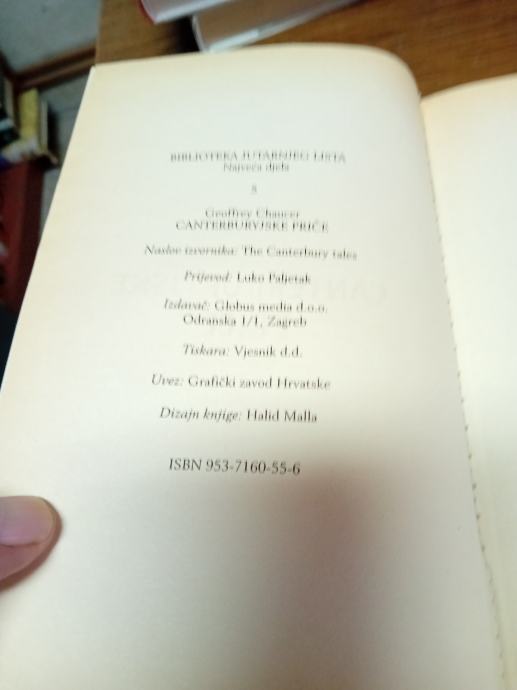 BIBLIOTEKA JUTARNJEG LISTA
Najveća djela
8
Geoffrey Chaucer
CANTERBURYJSKE PRIČE
Naslov izvornika: The Canterbury tales
Prijevod: Luko Paljetak
Izdavač: Globus media d.o.o.
Odranska 1/1, Zagreb
Tiskara: Vjesnik d.d.
Uvez: Grafički zavod Hrvatske
Dizajn knjige: Halid Malla
ISBN 953-7160-55-6